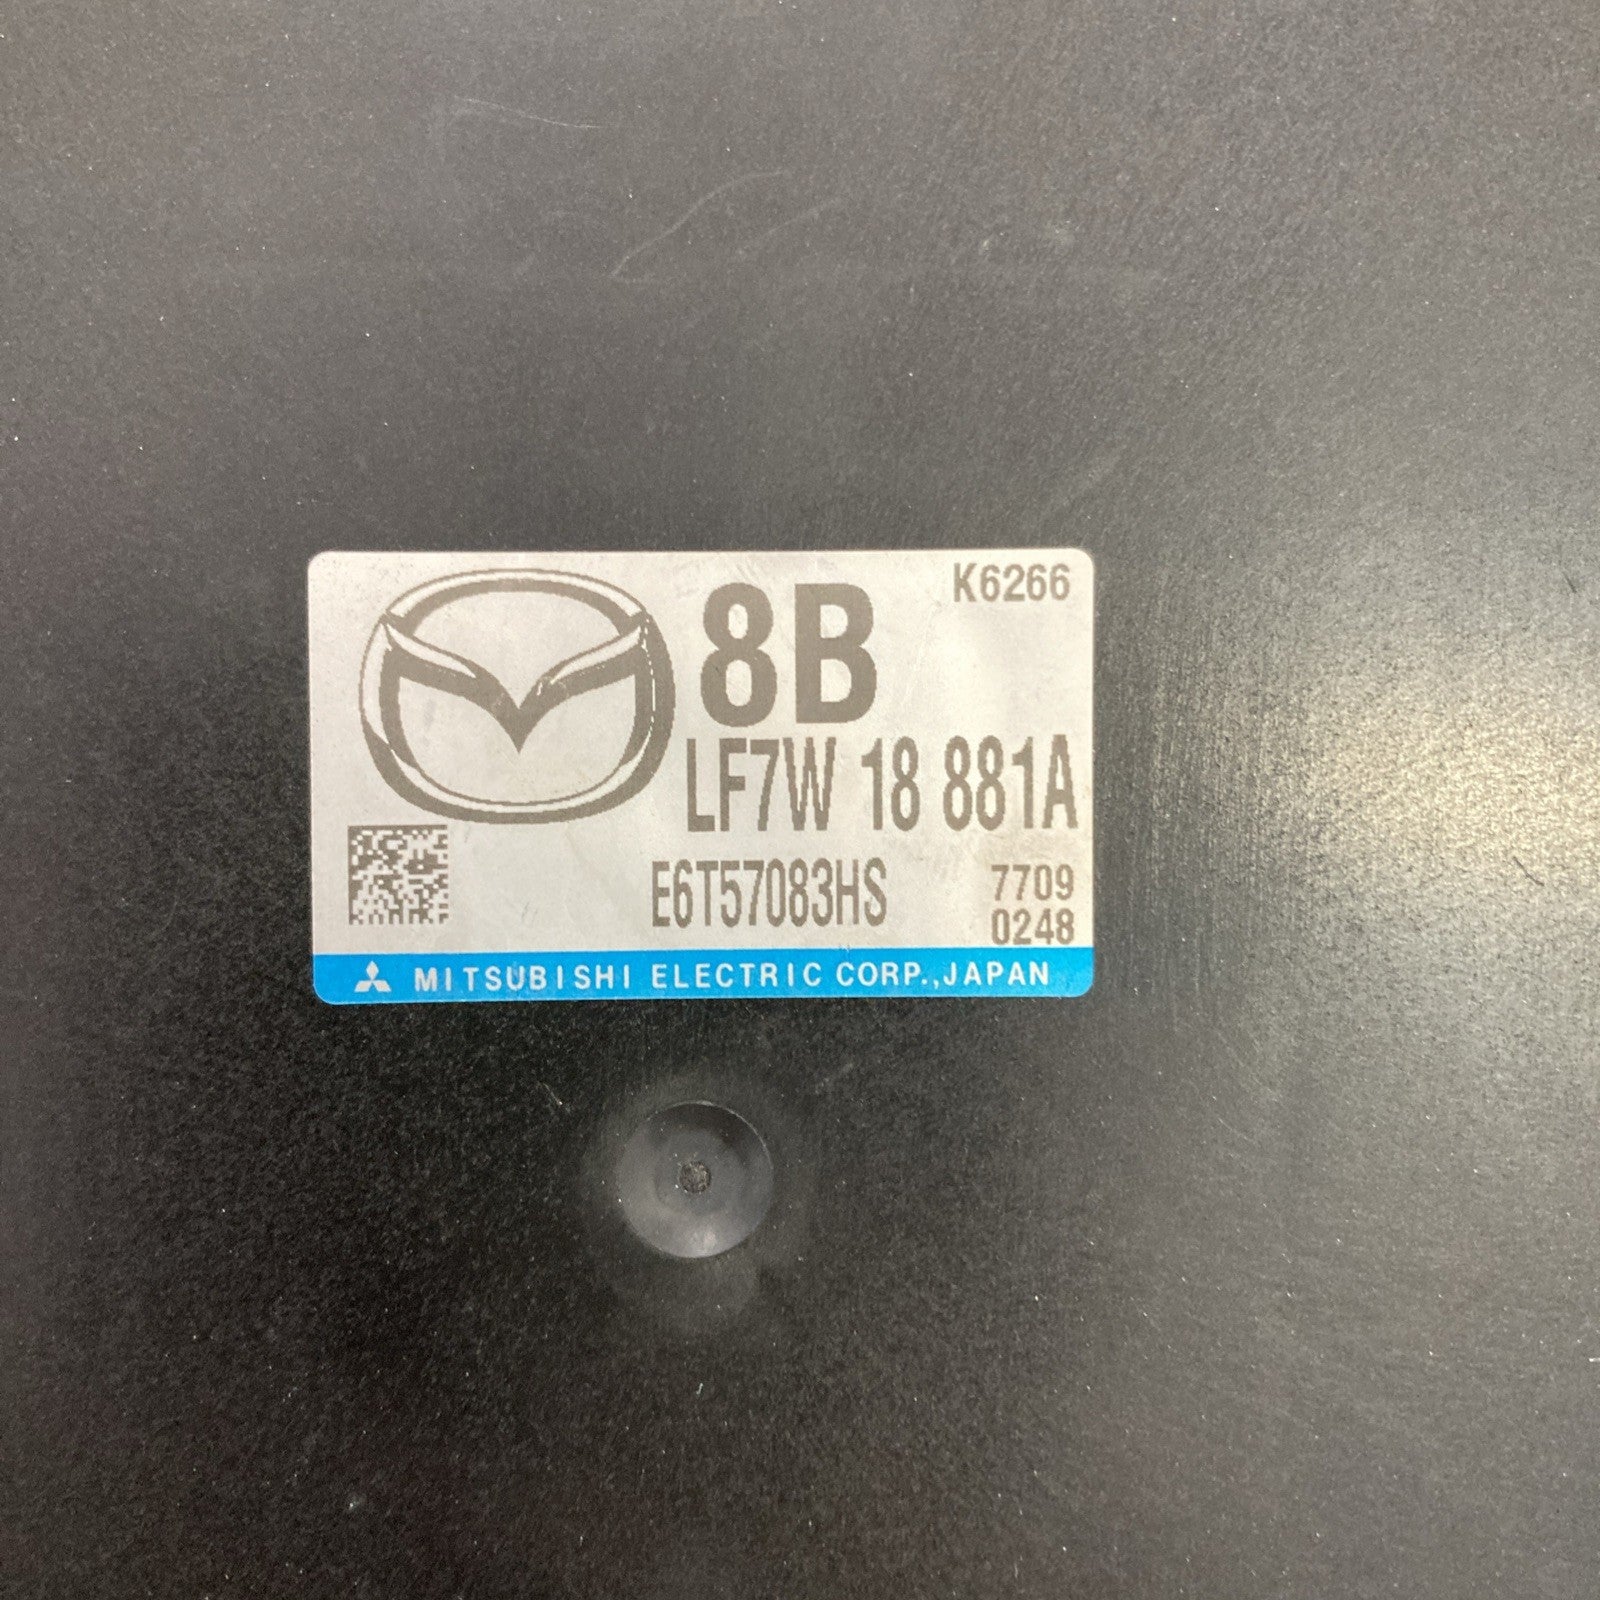 8B
K6266
LF7W 18 881A
E6T57083HS
7709
0248
MITSUBISHI ELECTRIC CORP.,JAPAN